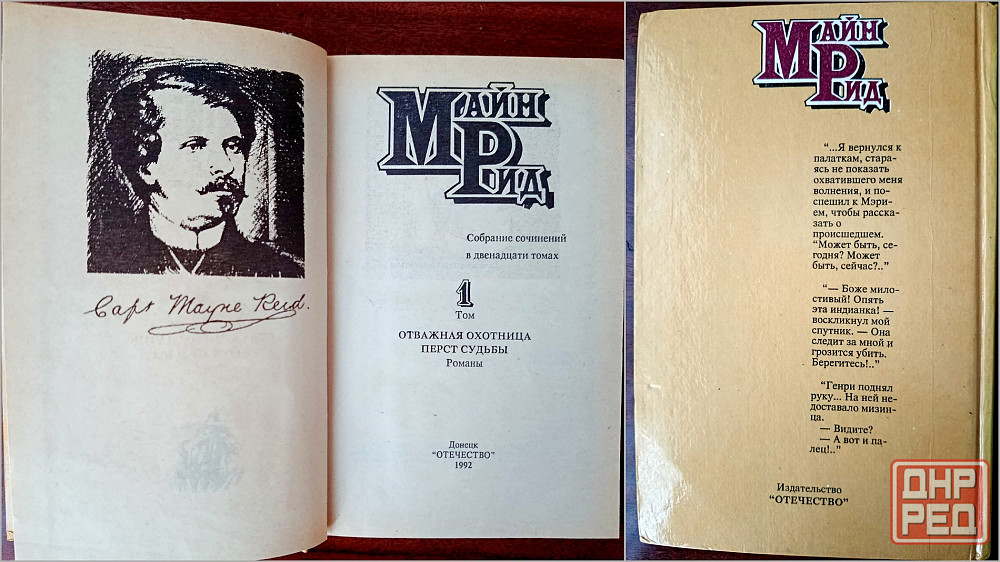 Capt Mayne Reid.
МАЙН
РИД
Собрание сочинений
в двенадцати томах
1
Том
ОТВАЖНАЯ ОХОТНИЦА
ПЕРСТ СУДЬБЫ
Романы
Донецк
"ОТЕЧЕСТВО"
1992
МАЙН
РИД
"...Я вернулся к
палаткам, стара-
ясь не показать
охватившего меня
волнения, и по-
спешил к Мэри-
ем, чтобы расска-
зать о
происшедшем.
"Может быть, се-
годня? Может
быть, сейчас?.."
"— Боже мило-
стивый! Опять
эта индианка! —
воскликнул мой
спутник. — Она
следит за мной и
грозится убить.
Берегитесь!.."
"Генри поднял
руку... На ней не-
доставало мизин-
ца.
— Видите?
— А вот и па-
лец!.."
Издательство
"ОТЕЧЕСТВО"
ДНР
РЕД